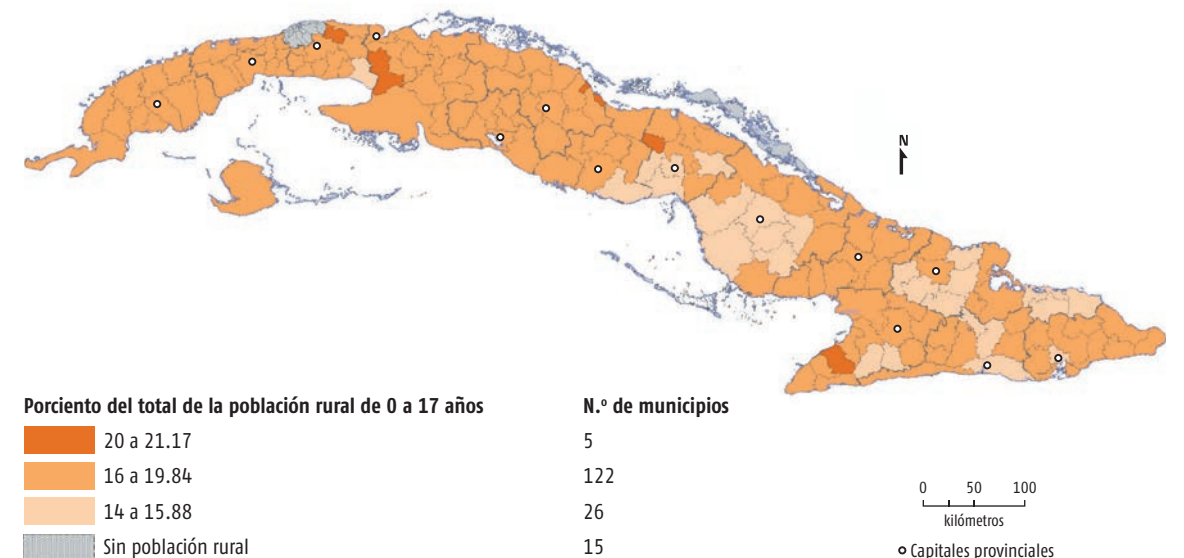 N
Porciento del total de la población rural de 0 a 17 años N.º de municipios
20 a 21.17 5
16 a 19.84 122
14 a 15.88 26
Sin población rural 15
0 50 100
kilómetros
Capitales provinciales